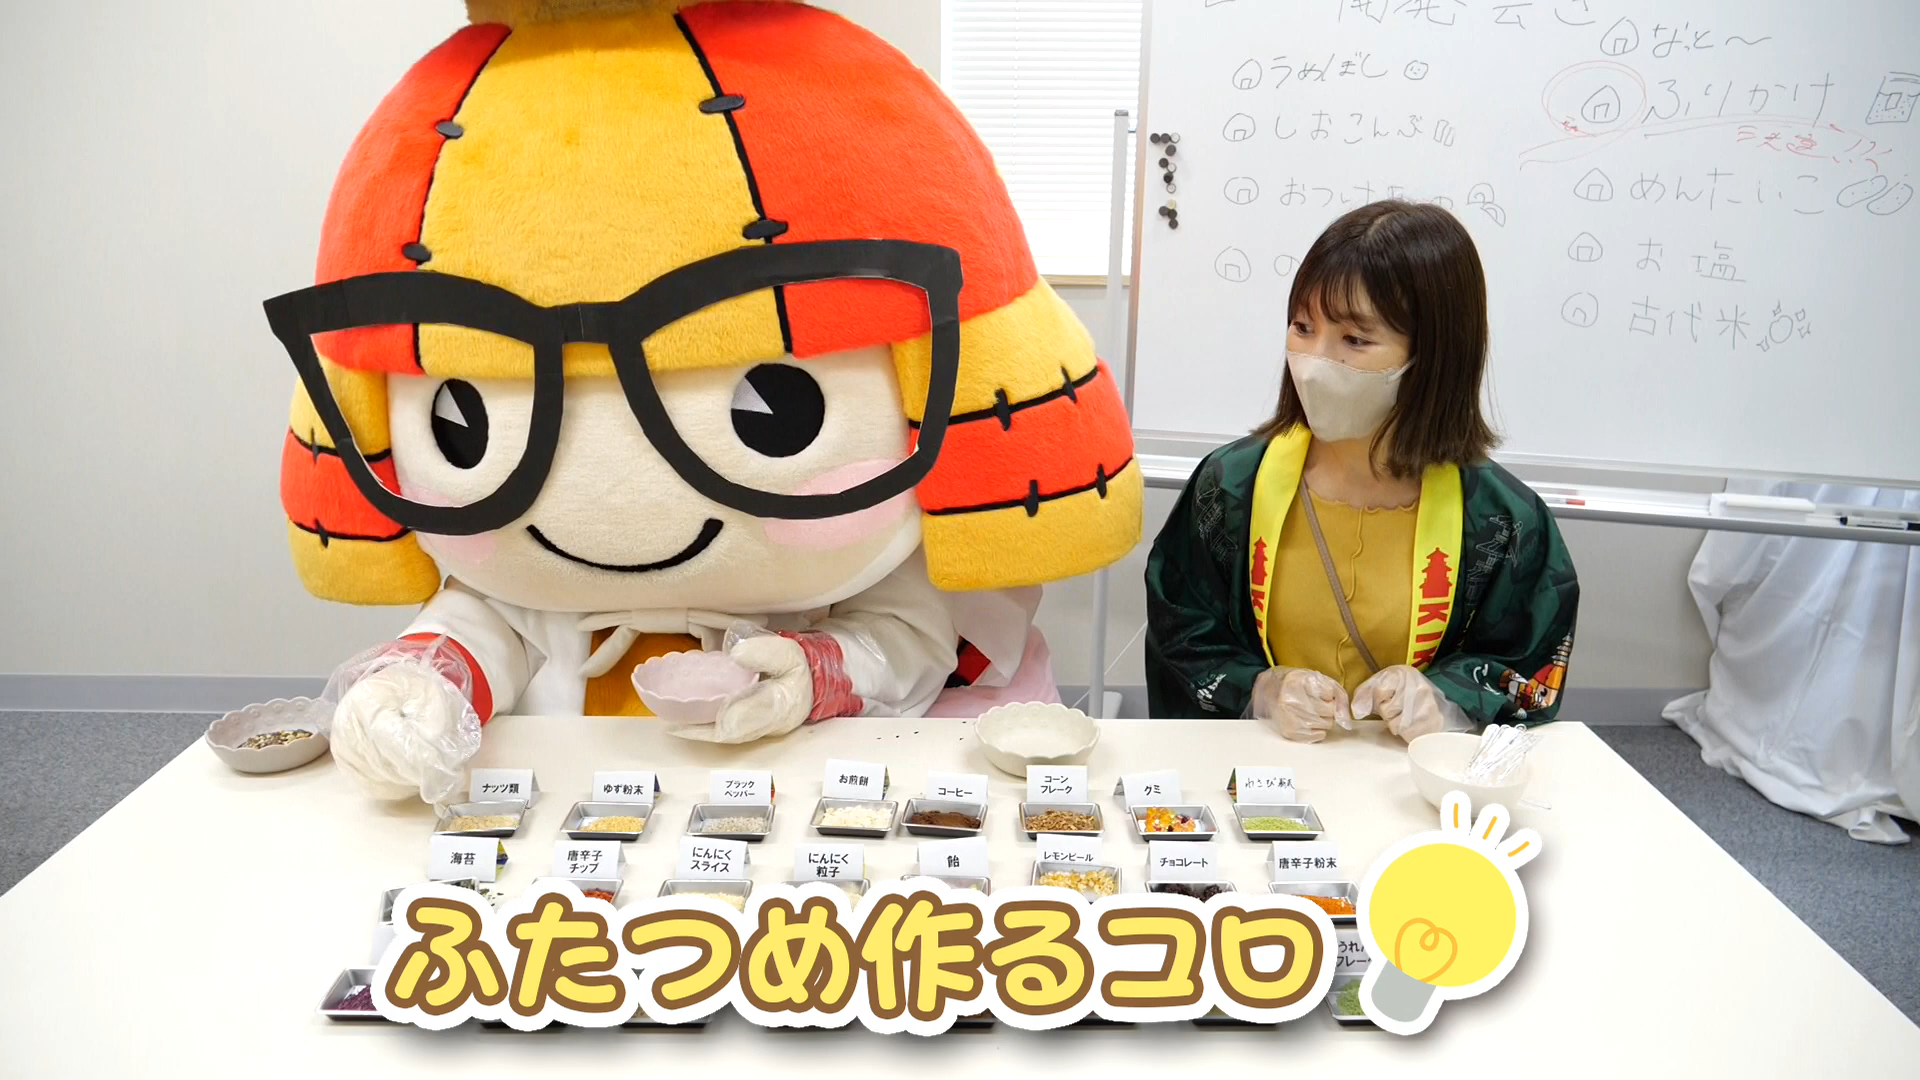 うめぼし
しおこんぶ
なっと〜
ふりかけ
決定!!
めんたいこ
お塩
古代米
ナッツ類
ゆず粉末
ブラック
ペッパー
お煎餅
コーヒー
コーン
フレーク
グミ
海苔
唐辛子
チップ
にんにく
スライス
にんにく
粒子
飴
レモンピール
チョコレート
唐辛子粉末
ふたつめ作るコロ